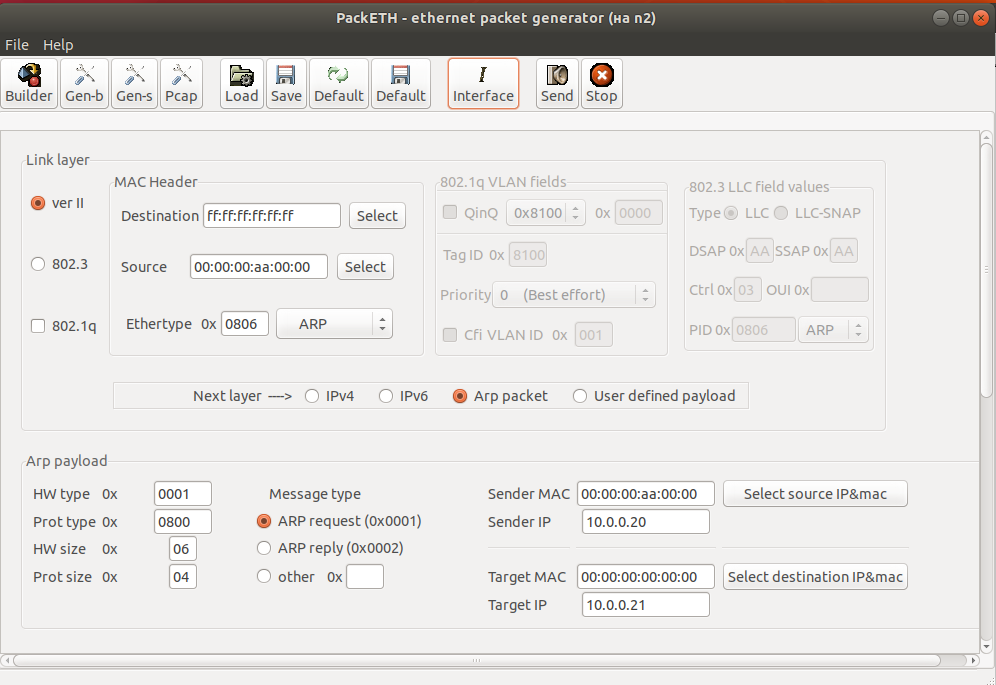 PackETH - ethernet packet generator (на n2)
File Help
Builder Gen-b Gen-s Pcap Load Save Default Default Interface Send Stop
Link layer
MAC Header
802.1q VLAN fields
802.3 LLC field values
ver II
Destination ff:ff:ff:ff:ff:ff Select
QinQ 0x8100 0x 0000
Type LLC LLC-SNAP
802.3
Source 00:00:00:aa:00:00 Select
Tag ID 0x 8100
DSAP 0x AA SSAP 0x AA
Priority 0 (Best effort)
Ctrl 0x 03 OUI 0x
802.1q
Ethertype 0x 0806 ARP
Cfi VLAN ID 0x 001
PID 0x 0806 ARP
Next layer ----> IPv4 IPv6 Arp packet User defined payload
Arp payload
HW type 0x 0001
Message type
Sender MAC 00:00:00:aa:00:00 Select source IP&mac
Prot type 0x 0800
ARP request (0x0001)
Sender IP 10.0.0.20
HW size 0x 06
ARP reply (0x0002)
Prot size 0x 04
other 0x
Target MAC 00:00:00:00:00:00 Select destination IP&mac
Target IP 10.0.0.21